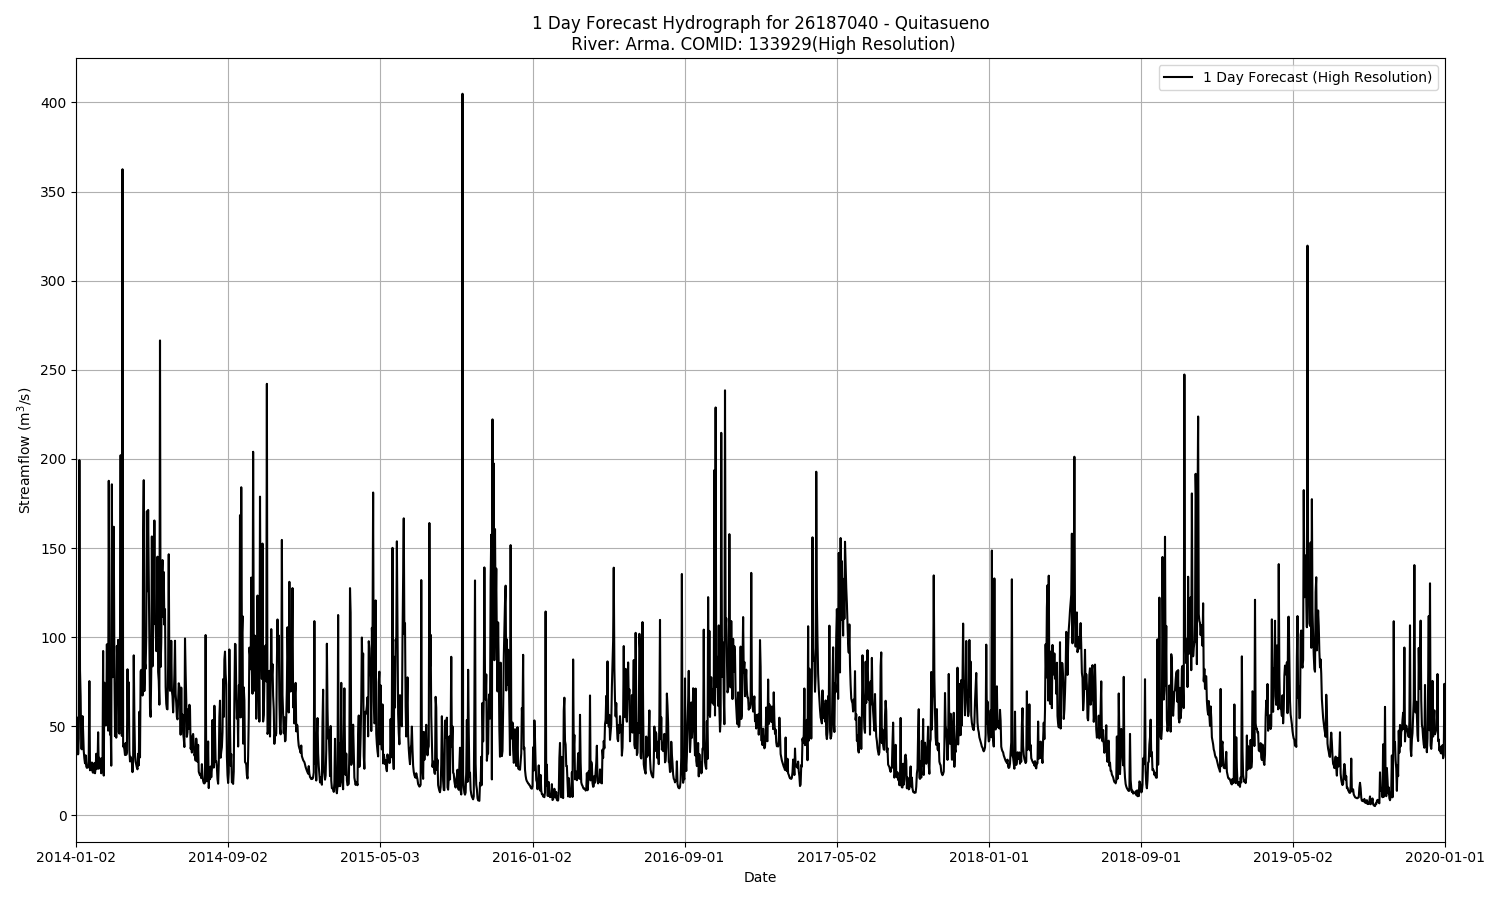 1 Day Forecast Hydrograph for 26187040 - Quitasueno
River: Arma. COMID: 133929(High Resolution)
1 Day Forecast (High Resolution)
400
350
300
250
200
150
100
50
0
Streamflow (m³/s)
2014-01-02 2014-09-02 2015-05-03 2016-01-02 2016-09-01 2017-05-02 2018-01-01 2018-09-01 2019-05-02 2020-01-01
Date